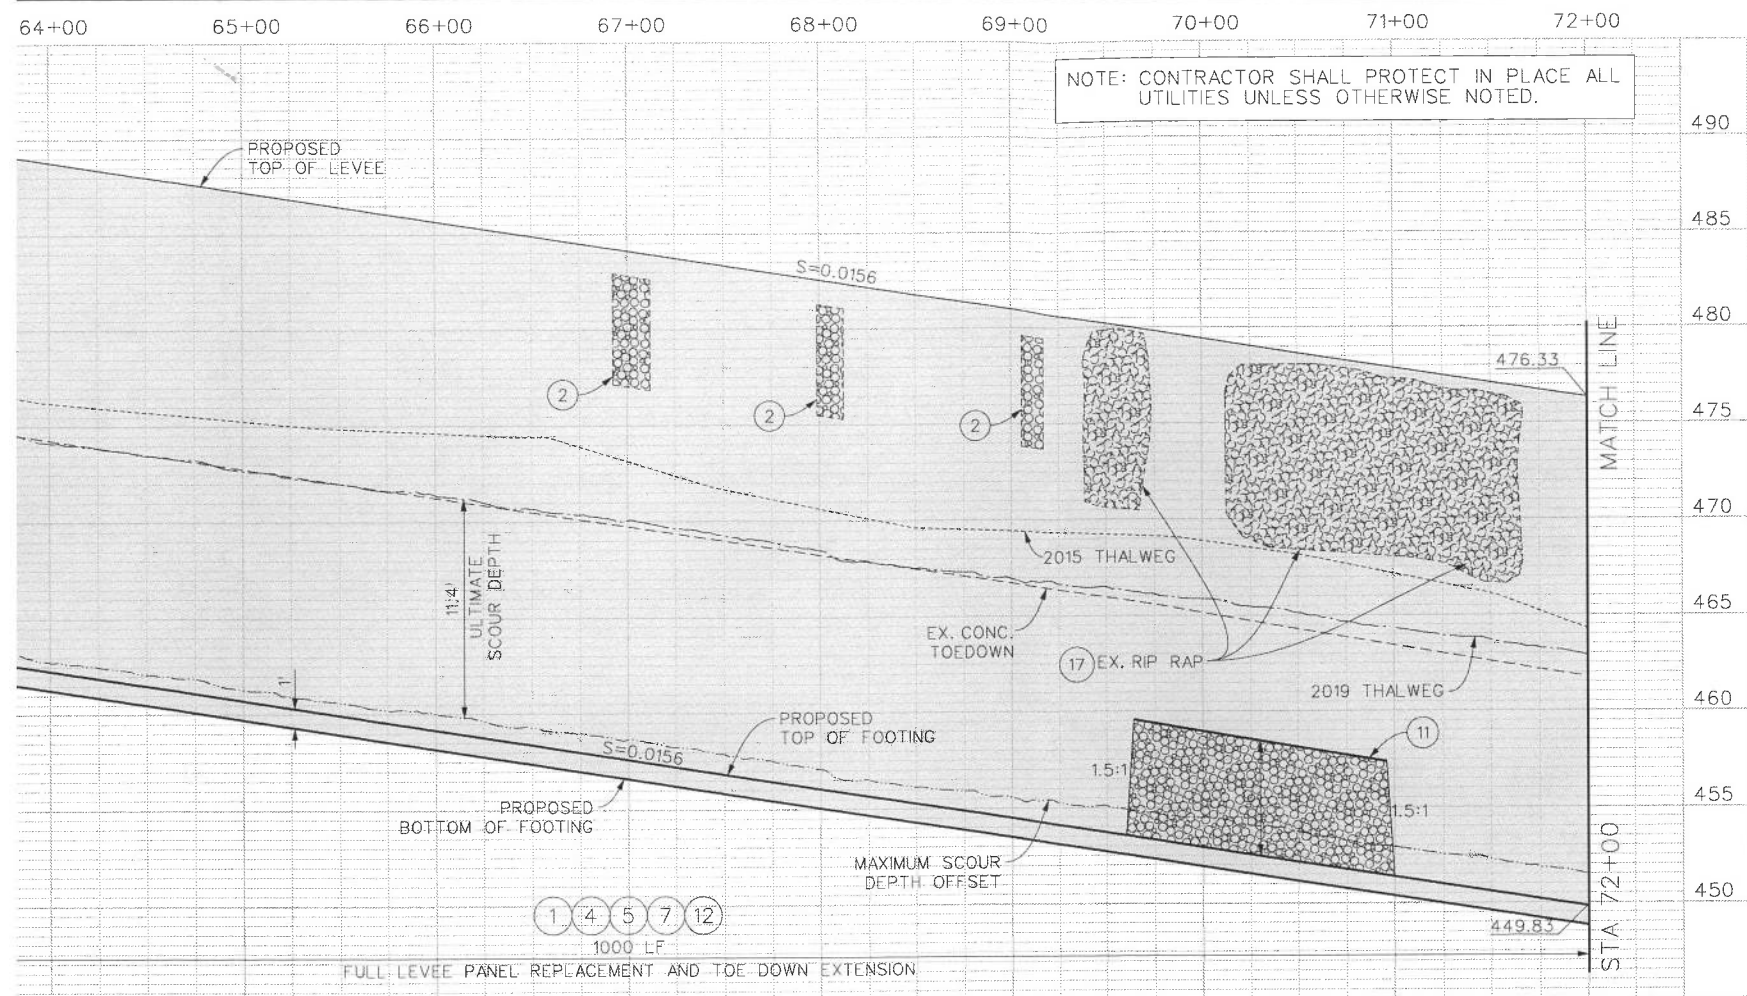 64+00 65+00 66+00 67+00 68+00 69+00 70+00 71+00 72+00
NOTE: CONTRACTOR SHALL PROTECT IN PLACE ALL
UTILITIES UNLESS OTHERWISE NOTED.
490
PROPOSED
TOP OF LEVEE
485
S=0.0156
480
476.33
MATCH LINE
2
2
2
475
470
2015 THALWEG
11.4'
ULTIMATE
SCOUR DEPTH
465
EX. CONC.
TOEDOWN
17 EX. RIP RAP
2019 THALWEG
460
1'
PROPOSED
TOP OF FOOTING
11
S=0.0156
1.5:1
1.5:1
455
PROPOSED
BOTTOM OF FOOTING
MAXIMUM SCOUR
DEPTH OFFSET
450
449.83
STA 72+00
1 4 5 7 12
1000 LF
FULL LEVEE PANEL REPLACEMENT AND TOE DOWN EXTENSION